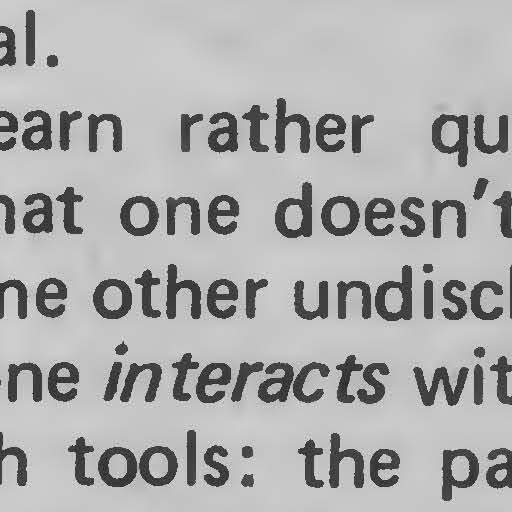 al.
earn rather qu
hat one doesn't
ne other undiscl
-ne interacts wit
h tools: the pa